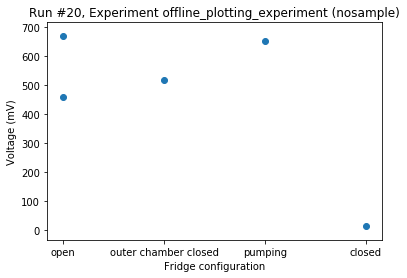 Run #20, Experiment offline_plotting_experiment (nosample)
700
600
500
400
300
200
100
0
Voltage (mV)
open
outer chamber closed
pumping
closed
Fridge configuration